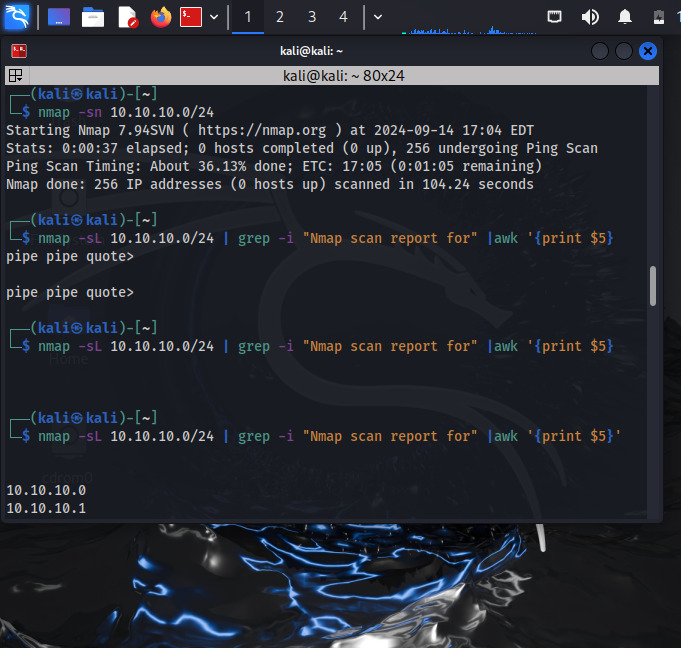 1 2 3 4
kali@kali: ~
kali@kali: ~ 80x24
┌──(kali㉿kali)-[~]
└─$ nmap -sn 10.10.10.0/24
Starting Nmap 7.94SVN ( https://nmap.org ) at 2024-09-14 17:04 EDT
Stats: 0:00:37 elapsed; 0 hosts completed (0 up), 256 undergoing Ping Scan
Ping Scan Timing: About 36.13% done; ETC: 17:05 (0:01:05 remaining)
Nmap done: 256 IP addresses (0 hosts up) scanned in 104.24 seconds
┌──(kali㉿kali)-[~]
└─$ nmap -sL 10.10.10.0/24 | grep -i "Nmap scan report for" |awk '{print $5}
pipe pipe quote>
pipe pipe quote>
┌──(kali㉿kali)-[~]
└─$ nmap -sL 10.10.10.0/24 | grep -i "Nmap scan report for" |awk '{print $5}
Home
┌──(kali㉿kali)-[~]
└─$ nmap -sL 10.10.10.0/24 | grep -i "Nmap scan report for" |awk '{print $5}'
cdrom0
10.10.10.0
10.10.10.1